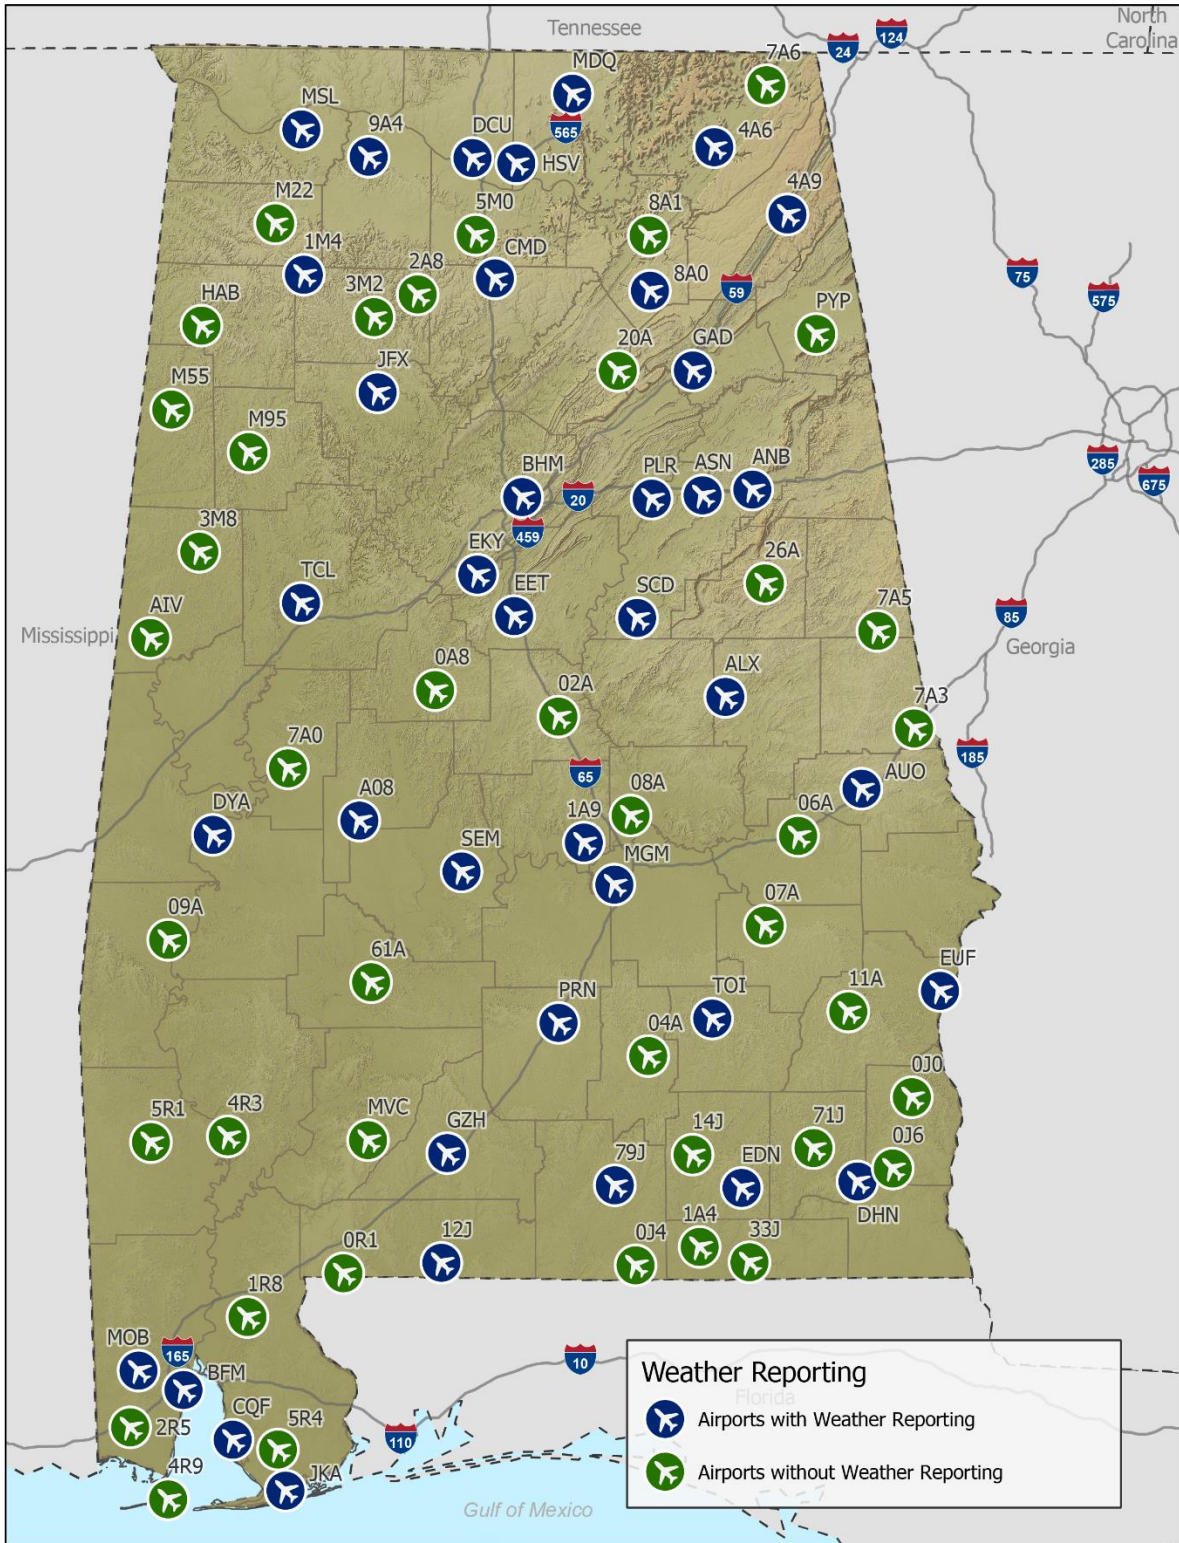 Tennessee
North
Carolina
124
24
7A6
MDQ
MSL
9A4
DCU
565
HSV
4A6
4A9
M22
5M0
8A1
1M4
CMD
2A8
3M2
8A0
59
75
575
HAB
PYP
20A
GAD
JFX
M55
M95
BHM
PLR
ASN
ANB
20
285
675
459
3M8
EKY
26A
TCL
EET
SCD
AIV
7A5
85
Mississippi
Georgia
0A8
ALX
02A
7A3
7A0
185
65
AUO
A08
08A
06A
DYA
1A9
SEM
MGM
09A
07A
61A
EUF
PRN
TOI
11A
04A
0J0
5R1
4R3
MVC
GZH
14J
71J
0J6
79J
EDN
DHN
0R1
12J
0J4
1A4
33J
1R8
MOB
165
BFM
10
CQF
5R4
110
2R5
4R9
JKA
Gulf of Mexico
Weather Reporting
Florida
Airports with Weather Reporting
Airports without Weather Reporting